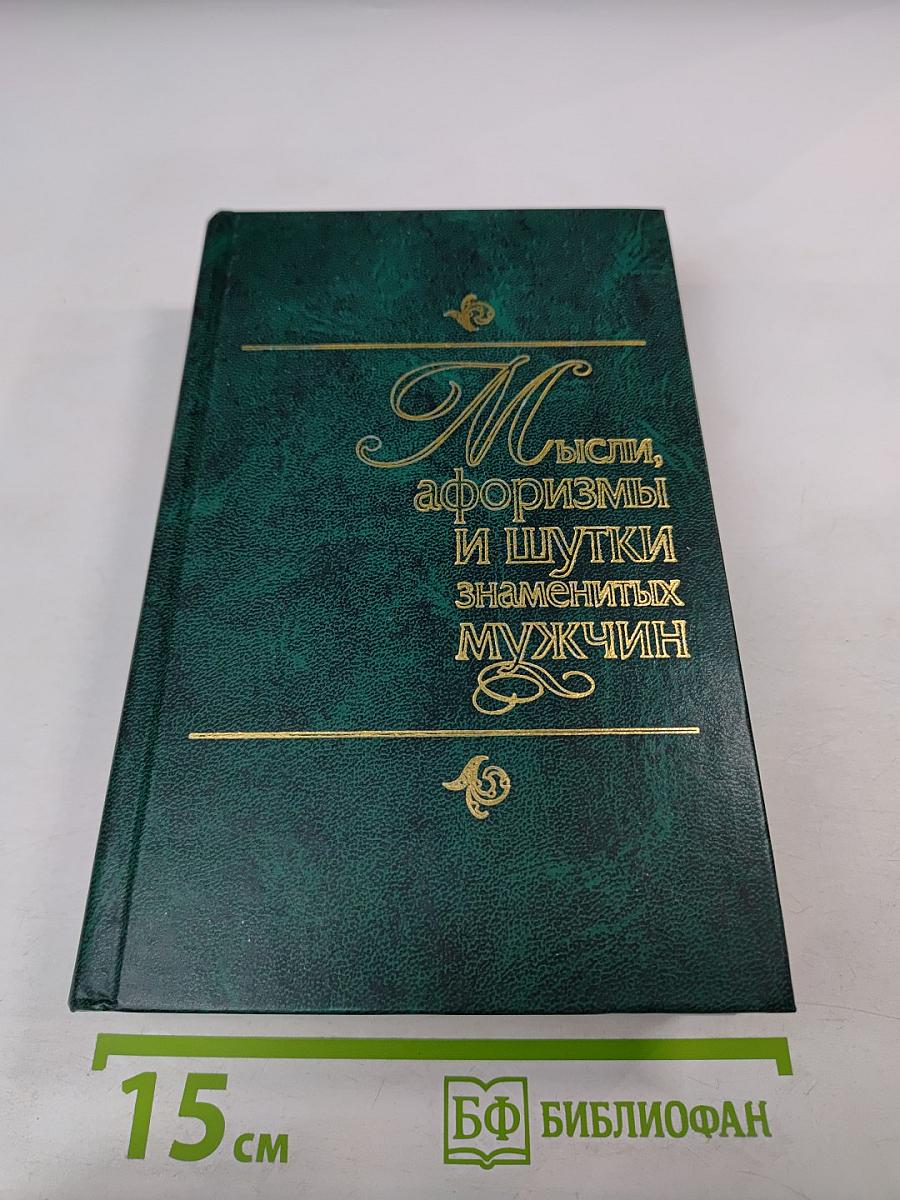 Мысли,
афоризмы
и шутки
знаменитых
мужчин
15 см
БФ БИБЛИОФАН